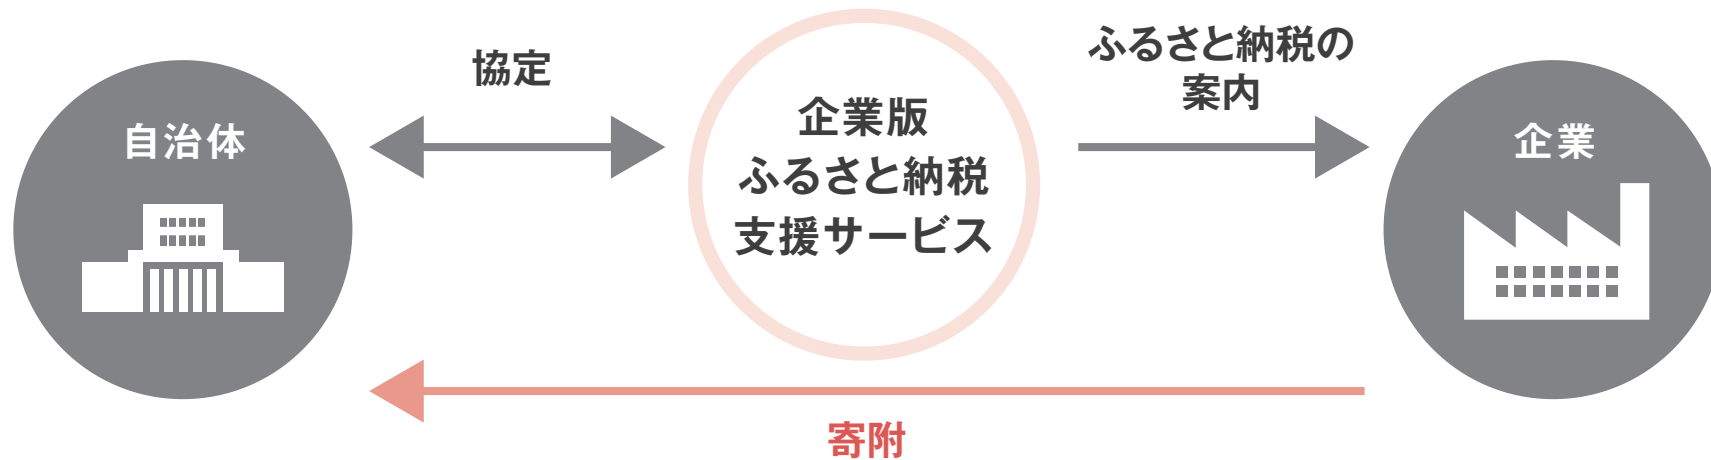 自治体
協定
企業版
ふるさと納税
支援サービス
ふるさと納税の
案内
企業
寄附